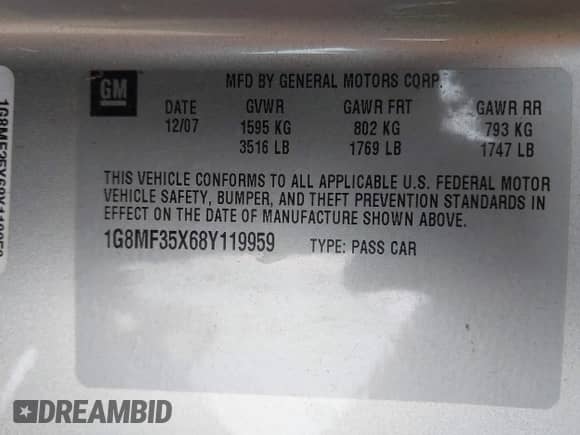 GM
MFD BY GENERAL MOTORS CORP.
DATE GVWR GAWR FRT GAWR RR
12/07 1595 KG 802 KG 793 KG
3516 LB 1769 LB 1747 LB
THIS VEHICLE CONFORMS TO ALL APPLICABLE U.S. FEDERAL MOTOR
VEHICLE SAFETY, BUMPER, AND THEFT PREVENTION STANDARDS IN
EFFECT ON THE DATE OF MANUFACTURE SHOWN ABOVE.
1G8MF35X68Y119959 TYPE: PASS CAR
DREAMBID